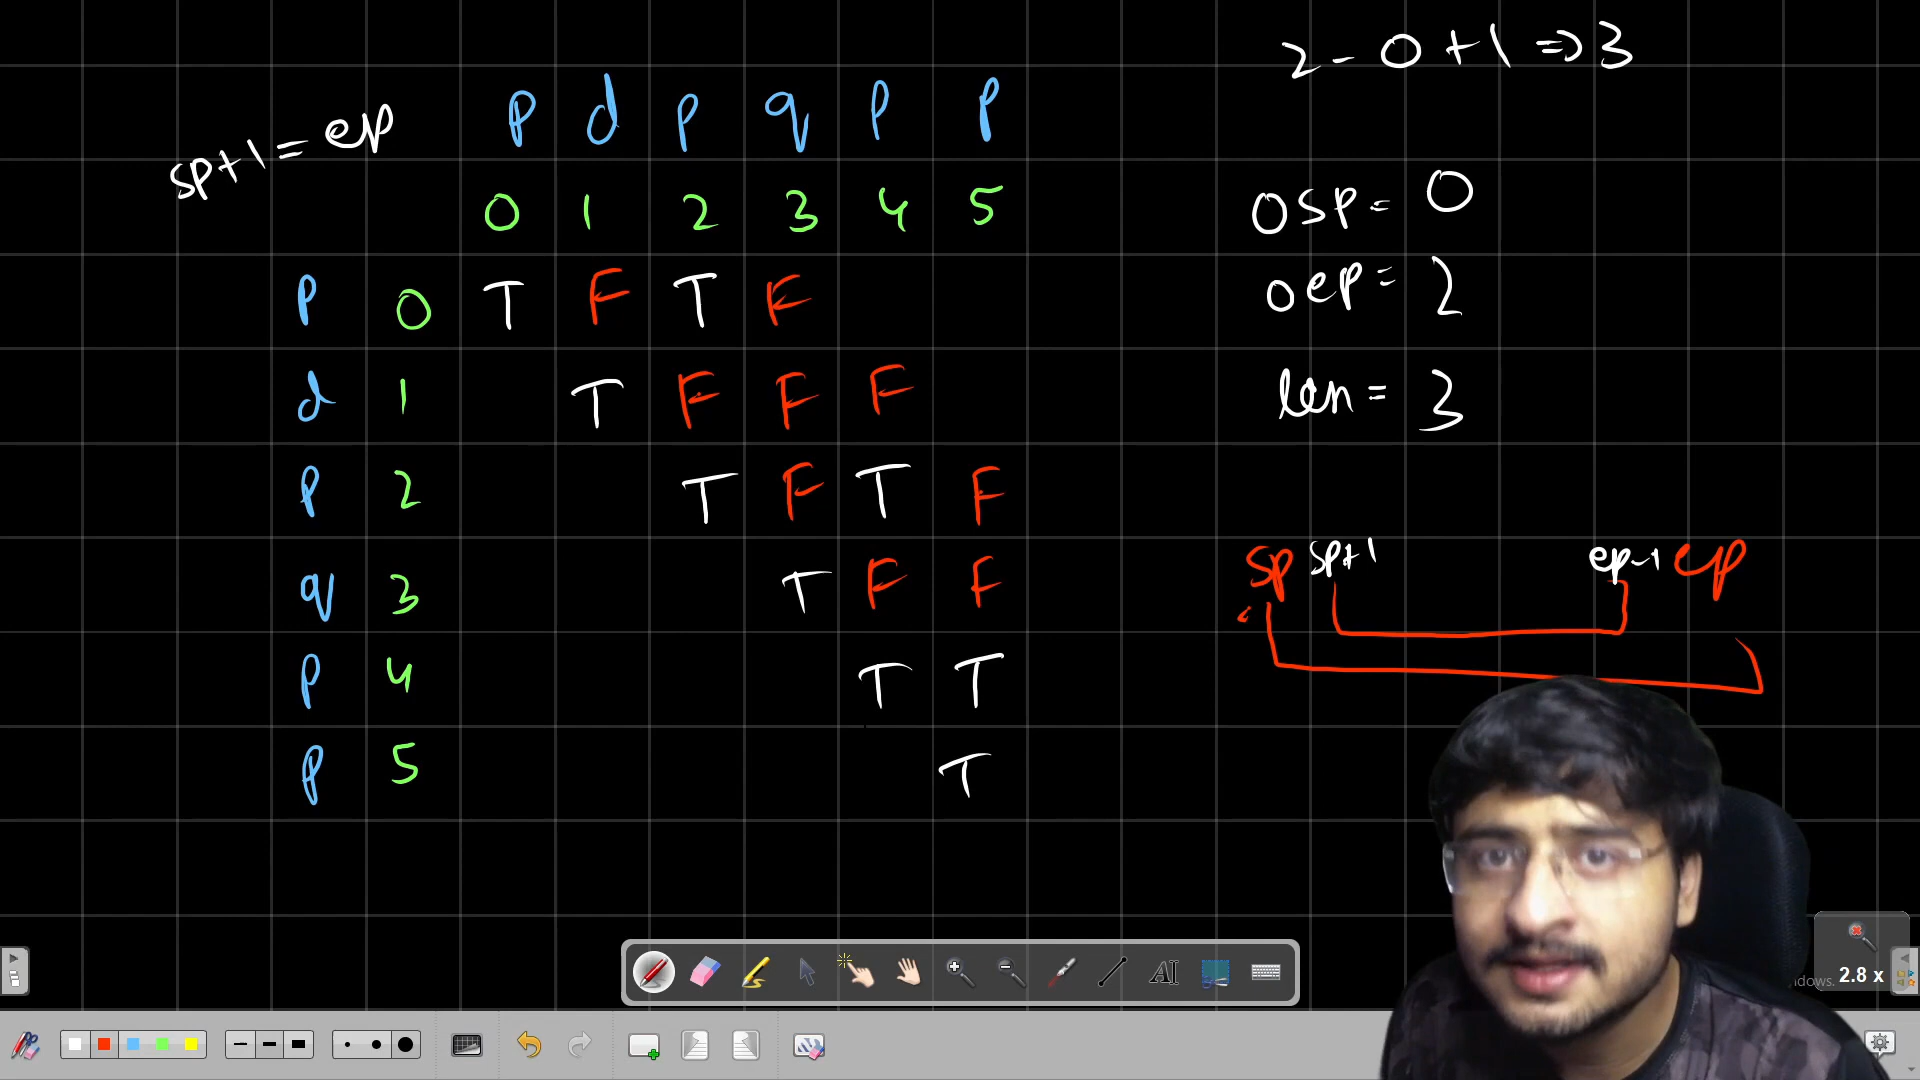 2 - 0 + 1 => 3
sp+1 = ep
p d p q p p
0 1 2 3 4 5
osp = 0
oep = 2
len = 3
p 0 T F T F
d 1 T F F F
p 2 T F T F
q 3 T F F
p 4 T T
p 5 T
sp sp+1 ep-1 ep
AI
2.8 x